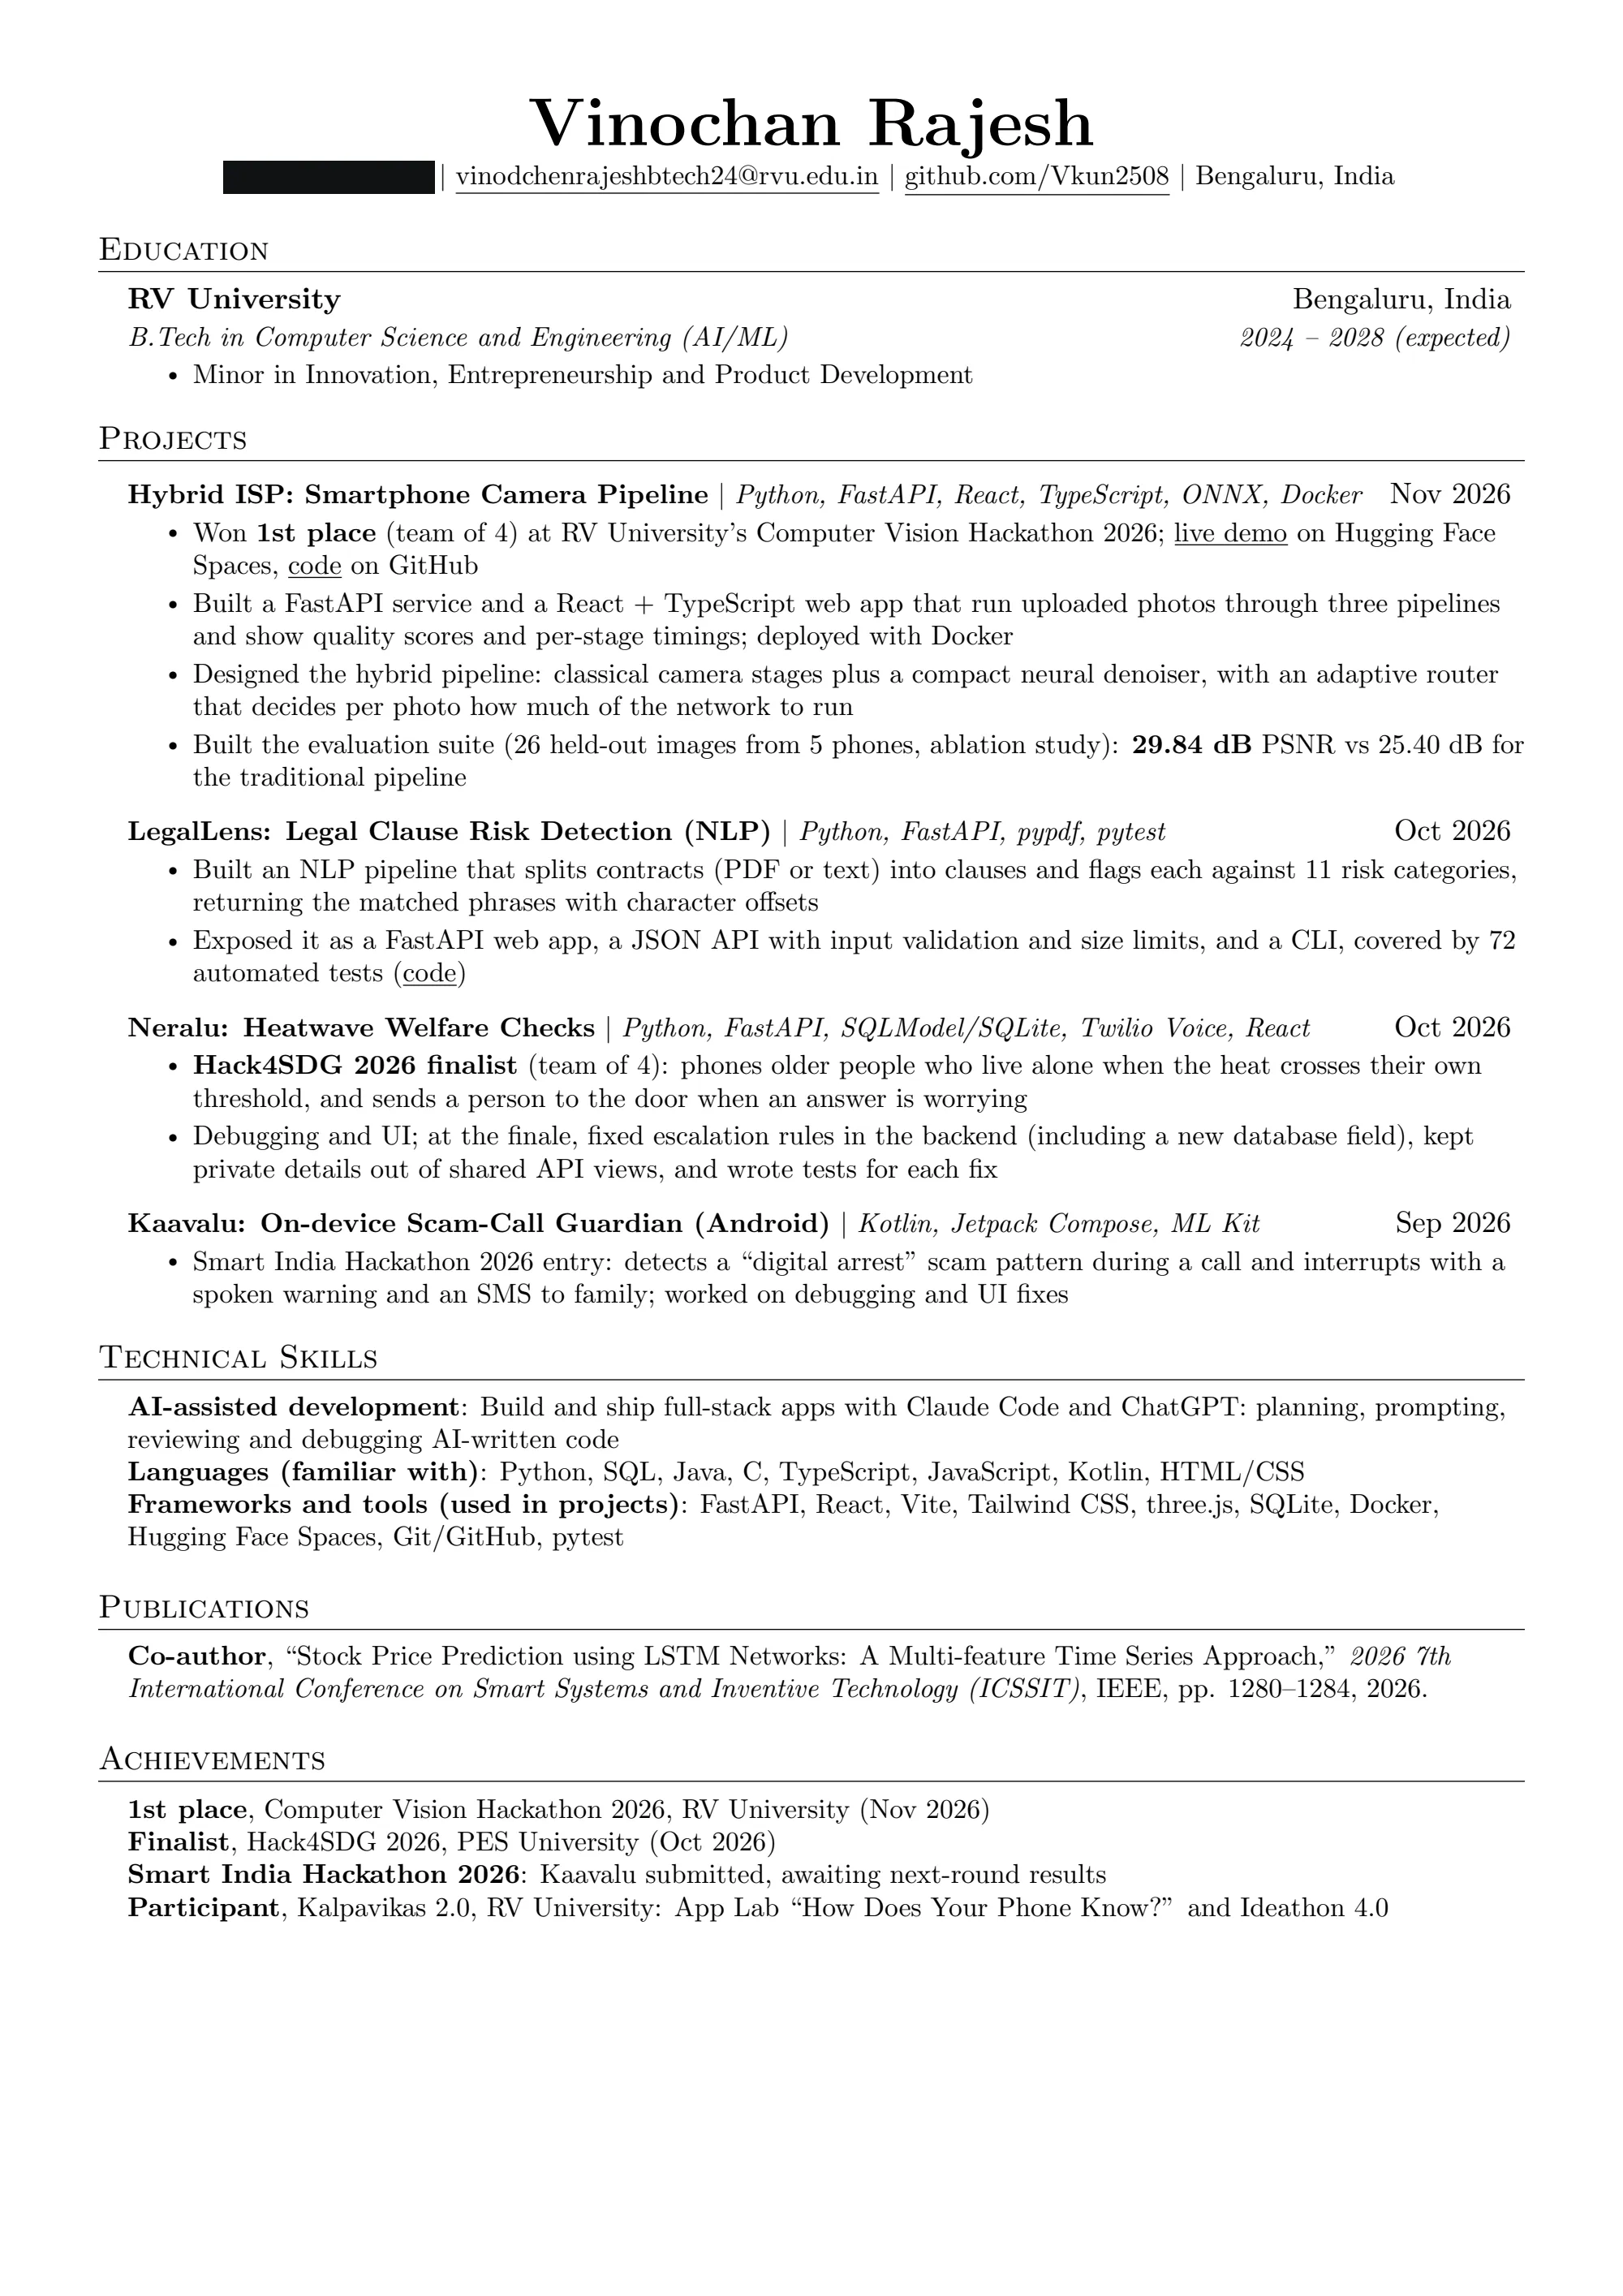 Vinochan Rajesh
| vinodchenrajeshbtech24@rvu.edu.in | github.com/Vkun2508 | Bengaluru, India
Education
RV University Bengaluru, India
B.Tech in Computer Science and Engineering (AI/ML) 2024 – 2028 (expected)
• Minor in Innovation, Entrepreneurship and Product Development
Projects
Hybrid ISP: Smartphone Camera Pipeline | Python, FastAPI, React, TypeScript, ONNX, Docker Nov 2026
• Won 1st place (team of 4) at RV University's Computer Vision Hackathon 2026; live demo on Hugging Face
Spaces, code on GitHub
• Built a FastAPI service and a React + TypeScript web app that run uploaded photos through three pipelines
and show quality scores and per-stage timings; deployed with Docker
• Designed the hybrid pipeline: classical camera stages plus a compact neural denoiser, with an adaptive router
that decides per photo how much of the network to run
• Built the evaluation suite (26 held-out images from 5 phones, ablation study): 29.84 dB PSNR vs 25.40 dB for
the traditional pipeline
LegalLens: Legal Clause Risk Detection (NLP) | Python, FastAPI, pypdf, pytest Oct 2026
• Built an NLP pipeline that splits contracts (PDF or text) into clauses and flags each against 11 risk categories,
returning the matched phrases with character offsets
• Exposed it as a FastAPI web app, a JSON API with input validation and size limits, and a CLI, covered by 72
automated tests (code)
Neralu: Heatwave Welfare Checks | Python, FastAPI, SQLModel/SQLite, Twilio Voice, React Oct 2026
• Hack4SDG 2026 finalist (team of 4): phones older people who live alone when the heat crosses their own
threshold, and sends a person to the door when an answer is worrying
• Debugging and UI; at the finale, fixed escalation rules in the backend (including a new database field), kept
private details out of shared API views, and wrote tests for each fix
Kaavalu: On-device Scam-Call Guardian (Android) | Kotlin, Jetpack Compose, ML Kit Sep 2026
• Smart India Hackathon 2026 entry: detects a “digital arrest” scam pattern during a call and interrupts with a
spoken warning and an SMS to family; worked on debugging and UI fixes
Technical Skills
AI-assisted development: Build and ship full-stack apps with Claude Code and ChatGPT: planning, prompting,
reviewing and debugging AI-written code
Languages (familiar with): Python, SQL, Java, C, TypeScript, JavaScript, Kotlin, HTML/CSS
Frameworks and tools (used in projects): FastAPI, React, Vite, Tailwind CSS, three.js, SQLite, Docker,
Hugging Face Spaces, Git/GitHub, pytest
Publications
Co-author, “Stock Price Prediction using LSTM Networks: A Multi-feature Time Series Approach,” 2026 7th
International Conference on Smart Systems and Inventive Technology (ICSSIT), IEEE, pp. 1280–1284, 2026.
Achievements
1st place, Computer Vision Hackathon 2026, RV University (Nov 2026)
Finalist, Hack4SDG 2026, PES University (Oct 2026)
Smart India Hackathon 2026: Kaavalu submitted, awaiting next-round results
Participant, Kalpavikas 2.0, RV University: App Lab “How Does Your Phone Know?” and Ideathon 4.0